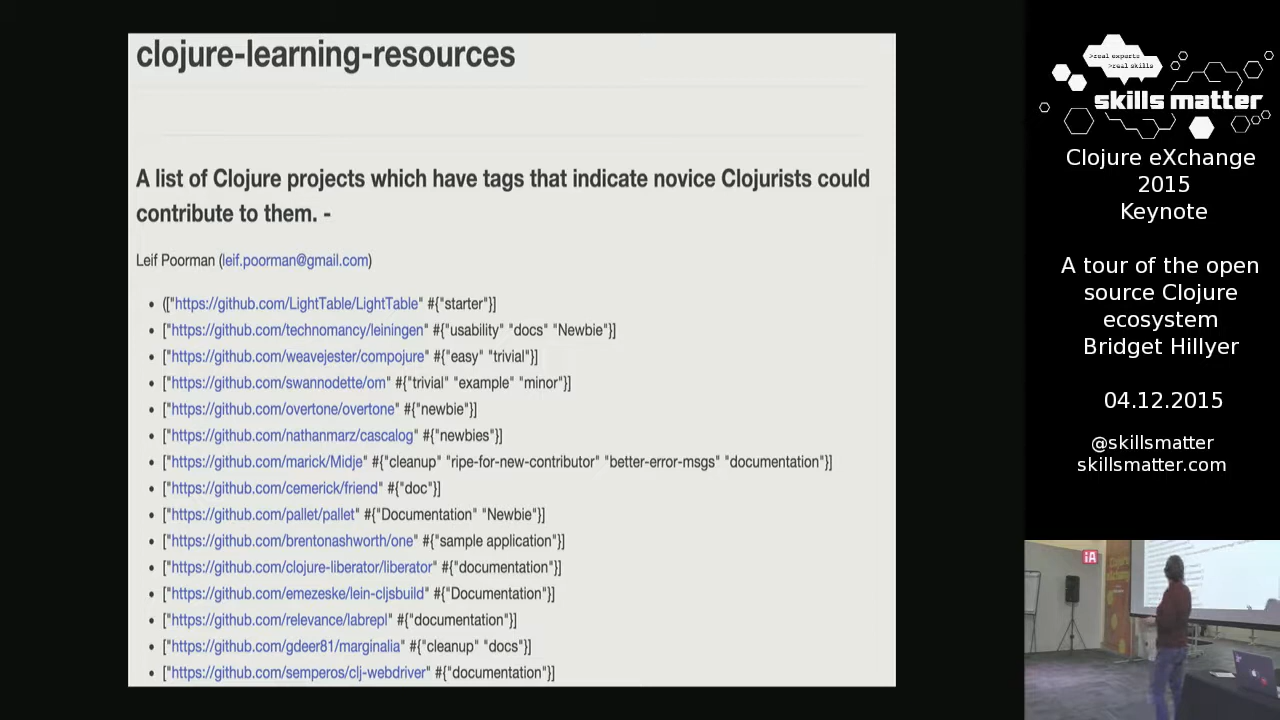 clojure-learning-resources
A list of Clojure projects which have tags that indicate novice Clojurists could
contribute to them. -
Leif Poorman (leif.poorman@gmail.com)
• (["https://github.com/LightTable/LightTable" #{"starter"}]
• ["https://github.com/technomancy/leiningen" #{"usability" "docs" "Newbie"}]
• ["https://github.com/weavejester/compojure" #{"easy" "trivial"}]
• ["https://github.com/swannodette/om" #{"trivial" "example" "minor"}]
• ["https://github.com/overtone/overtone" #{"newbie"}]
• ["https://github.com/nathanmarz/cascalog" #{"newbies"}]
• ["https://github.com/marick/Midje" #{"cleanup" "ripe-for-new-contributor" "better-error-msgs" "documentation"}]
• ["https://github.com/cemerick/friend" #{"doc"}]
• ["https://github.com/pallet/pallet" #{"Documentation" "Newbie"}]
• ["https://github.com/brentonashworth/one" #{"sample application"}]
• ["https://github.com/clojure-liberator/liberator" #{"documentation"}]
• ["https://github.com/emezeske/lein-cljsbuild" #{"Documentation"}]
• ["https://github.com/relevance/labrepl" #{"documentation"}]
• ["https://github.com/gdeer81/marginalia" #{"cleanup" "docs"}]
• ["https://github.com/semperos/clj-webdriver" #{"documentation"}]
>real experts
>real skills
skills matter
Clojure eXchange
2015
Keynote
A tour of the open
source Clojure
ecosystem
Bridget Hillyer
04.12.2015
@skillsmatter
skillsmatter.com
iA